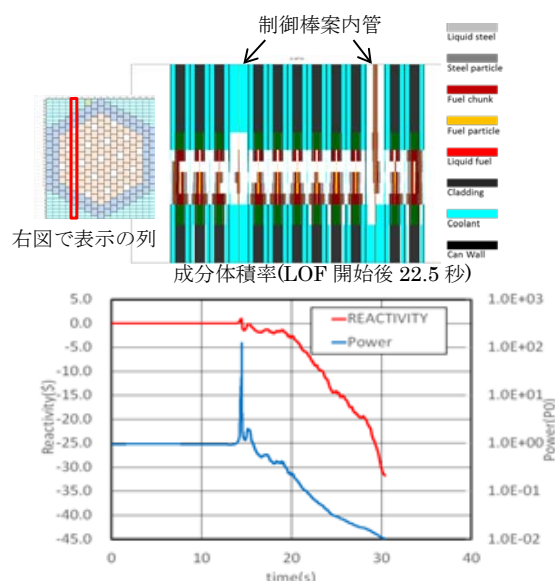 制御棒案内管
Liquid steel
Steel particle
Fuel chunk
Fuel particle
Liquid fuel
Cladding
Coolant
Can Wall
右図で表示の列
成分体積率(LOF 開始後 22.5 秒)
5.0
0.0
-5.0
-10.0
-15.0
-20.0
-25.0
-30.0
-35.0
-40.0
-45.0
Reactivity($)
REACTIVITY
Power
1.0E+03
1.0E+02
1.0E+01
1.0E+00
1.0E-01
1.0E-02
Power(P0)
0
10
20
30
40
time(s)